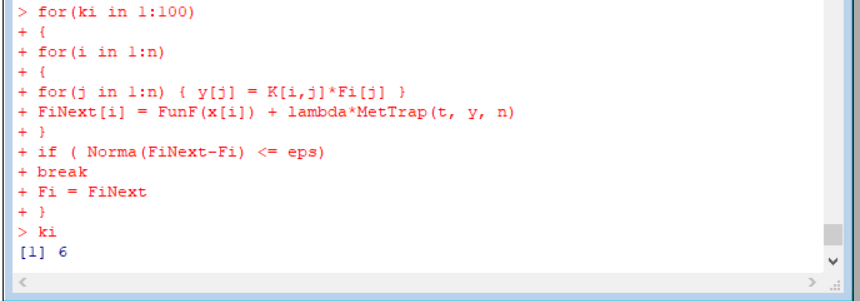 > for(ki in 1:100)
+ {
+ for(i in 1:n)
+ {
+ for(j in 1:n) { y[j] = K[i,j]*Fi[j] }
+ FiNext[i] = FunF(x[i]) + lambda*MetTrap(t, y, n)
+ }
+ if ( Norma(FiNext-Fi) <= eps)
+ break
+ Fi = FiNext
+ }
> ki
[1] 6